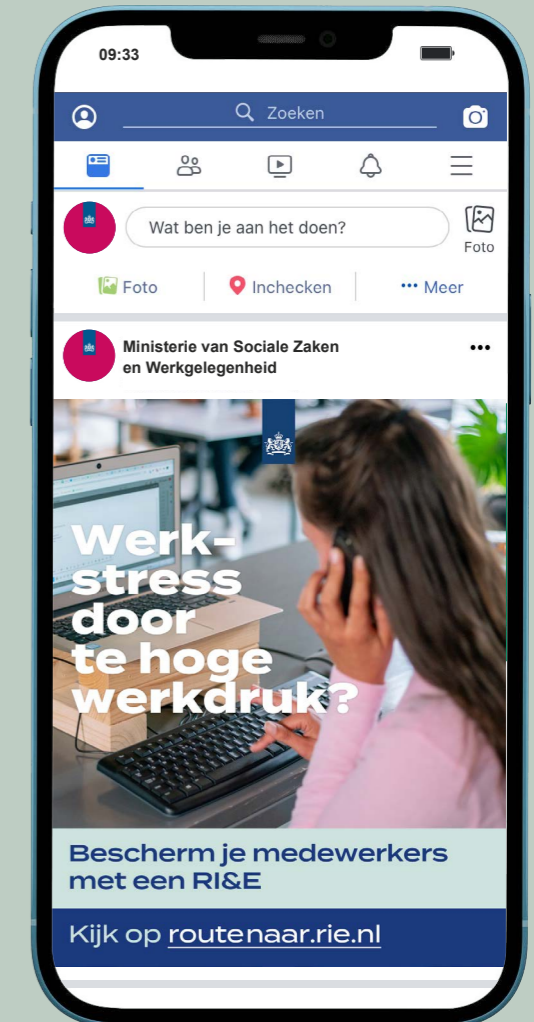 09:33
Zoeken
Wat ben je aan het doen?
Foto
Foto
Inchecken
Meer
Ministerie van Sociale Zaken
en Werkgelegenheid
Werk-
stress
door
te hoge
werkdruk?
Bescherm je medewerkers
met een RI&E
Kijk op routenaar.rie.nl